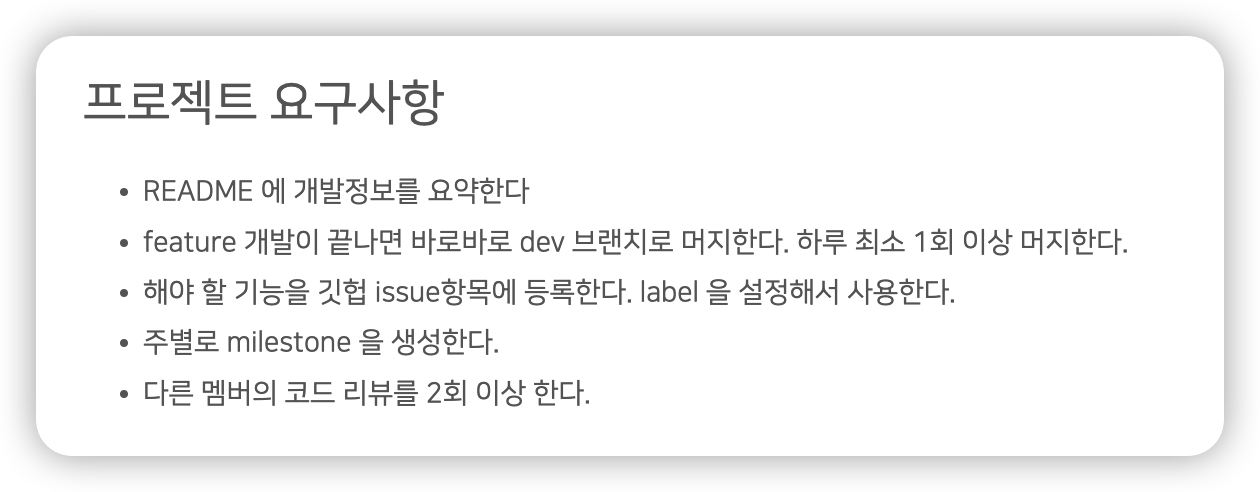 프로젝트 요구사항
• README 에 개발정보를 요약한다
• feature 개발이 끝나면 바로바로 dev 브랜치로 머지한다. 하루 최소 1회 이상 머지한다.
• 해야 할 기능을 깃헙 issue항목에 등록한다. label 을 설정해서 사용한다.
• 주별로 milestone 을 생성한다.
• 다른 멤버의 코드 리뷰를 2회 이상 한다.